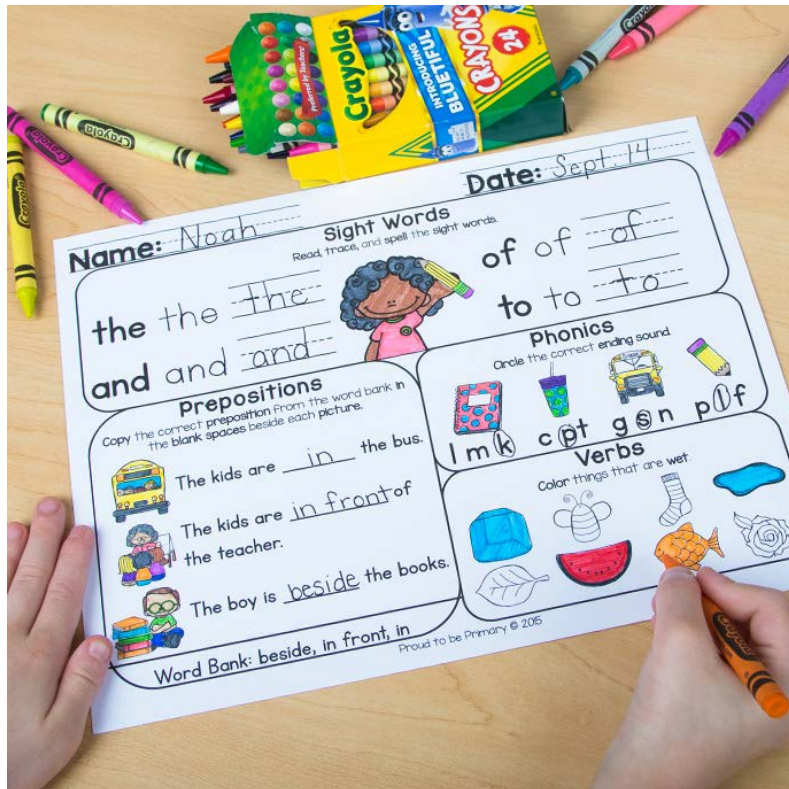 Crayola
Preferred by Teachers!
INTRODUCING
BLUETIFUL
CRAYONS
24
Crayola
Crayola
Crayola
Name: Noah
Date: Sept. 14
Sight Words
Read, trace, and spell the sight words.
the the the
of of of
and and and
to to to
Prepositions
Copy the correct preposition from the word bank in
the blank spaces beside each picture.
The kids are in the bus.
The kids are in front of
the teacher.
The boy is beside the books.
Word Bank: beside, in front, in
Phonics
Circle the correct ending sound.
l m k c p t g s n p l f
Verbs
Color things that are wet.
Proud to be Primary © 2015
Crayola